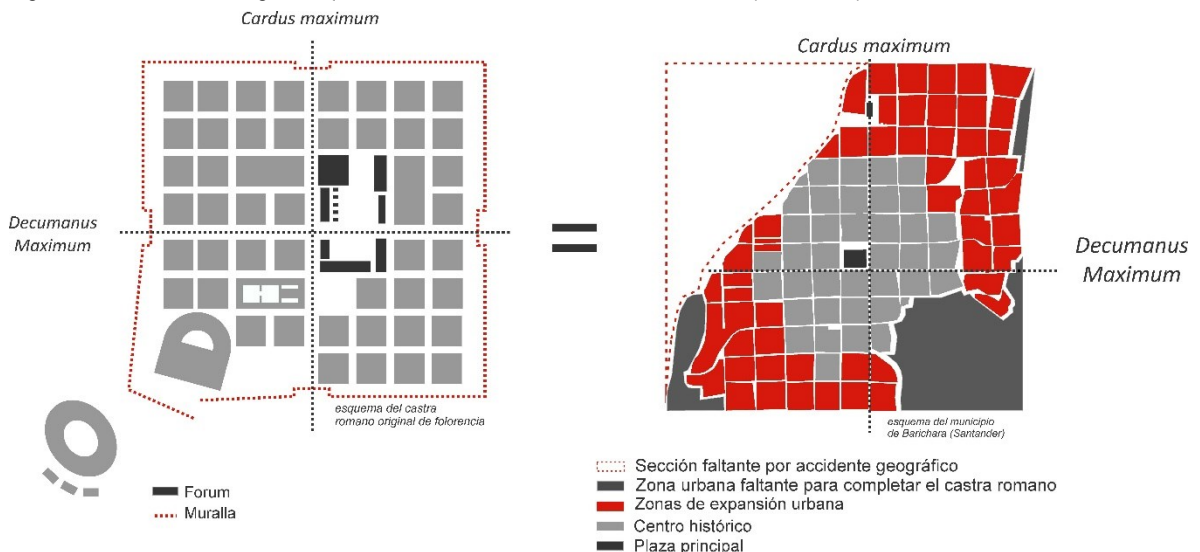 Cardus maximum
Decumanus
Maximum
esquema del castra
romano original de folorencia
Forum
Muralla
Cardus maximum
Decumanus
Maximum
esquema del municipio
de Barichara (Santander)
Sección faltante por accidente geográfico
Zona urbana faltante para completar el castra romano
Zonas de expansión urbana
Centro histórico
Plaza principal